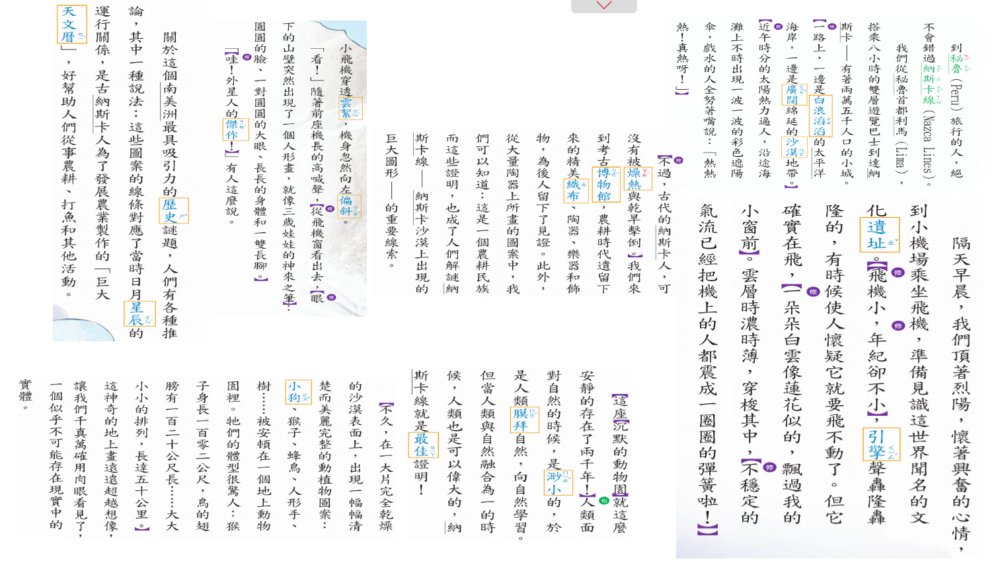 到秘魯（Peru）旅行的人，絕
不會錯過納斯卡線（Nazca Lines）。
我們從秘魯首都利馬（Lima），
搭乘八小時的雙層遊覽巴士到達納
斯卡——有著兩萬五千人口的小城。
【一路上，一邊是白浪滔滔的太平洋
海岸，一邊是廣闊綿延的沙漠地帶。】
【近午時分的太陽熱力逼人，沿途海
灘上不時出現一波一波的彩色遮陽
傘，戲水的人全努著嘴說：「熱熱
熱！真熱呀！」】
隔天早晨，我們頂著烈陽，懷著興奮的心情，
到小機場乘坐飛機，準備見識這世界聞名的文
化遺址。【飛機小，年紀卻不小】，引擎聲轟隆轟
隆的，有時候使人懷疑它就要飛不動了。但它
確實在飛，【一朵朵白雲像蓮花似的，飄過我的
小窗前】。雲層時濃時薄，穿梭其中，【不穩定的
氣流已經把機上的人都震成一圈圈的彈簧啦！】
小飛機穿透雲絮，機身忽然向左偏斜。
「看！」隨著前座機長的高喊聲，【從飛機窗看出去，【眼
下的山壁突然出現了一個人形畫，就像三歲娃娃的神來之筆】：
圓圓的臉、一對圓圓的大眼、長長的身體和一雙長腳。】
「【哇！外星人的傑作！】」有人這麼說。
【不過，古代的納斯卡人，可
沒有被燥熱與乾旱擊倒。】我們來
到考古博物館，農耕時代遺留下
來的精美織布、陶器、樂器和飾
物，為後人留下了見證。此外，
從大量陶器上所畫的圖案中，我
們可以知道：這是一個農耕民族
而這些證明，也成了人們解謎納
斯卡線——納斯卡沙漠上出現的
巨大圖形——的重要線索。
關於這個南美洲最具吸引力的歷史謎題，人們有各種推
論，其中一種說法：這些圖案的線條對應了當時日月星辰的
運行關係，是古納斯卡人為了發展農業製作的「巨大
天文曆」，好幫助人們從事農耕、打魚和其他活動。
【不久，在一大片完全乾燥
的沙漠表面上，出現一幅幅清
楚而美麗完整的動植物圖案：
小狗、猴子、蜂鳥、人形手、
樹……被安頓在一個地上動物
園裡。牠們的體型很驚人：猴
子身長一百零二公尺，鳥的翅
膀有一百二十公尺長……大大
小小的排列，長達五十公里。】
這神奇的地上畫遠遠超越想像，
讓我們千真萬確用肉眼看見了，
一個似乎不可能存在現實中的
實體。
【這座【沉默的動物園】就這麼
安靜的存在了兩千年！】人類面
對自然的時候，是渺小的，於
是人類膜拜自然，向自然學習。
但當人類與自然融合為一的時
候，人類也是可以偉大的，納
斯卡線就是最佳證明！